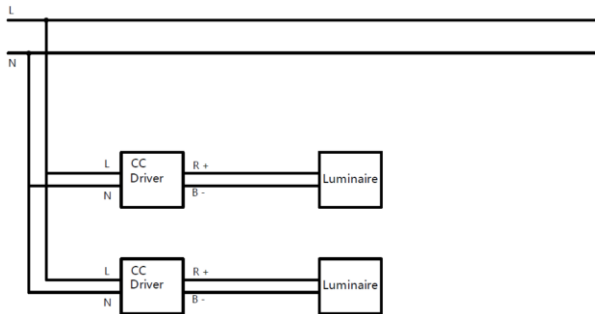 L
N
L
CC
Driver
N
R +
B -
Luminaire
L
CC
Driver
N
R +
B -
Luminaire